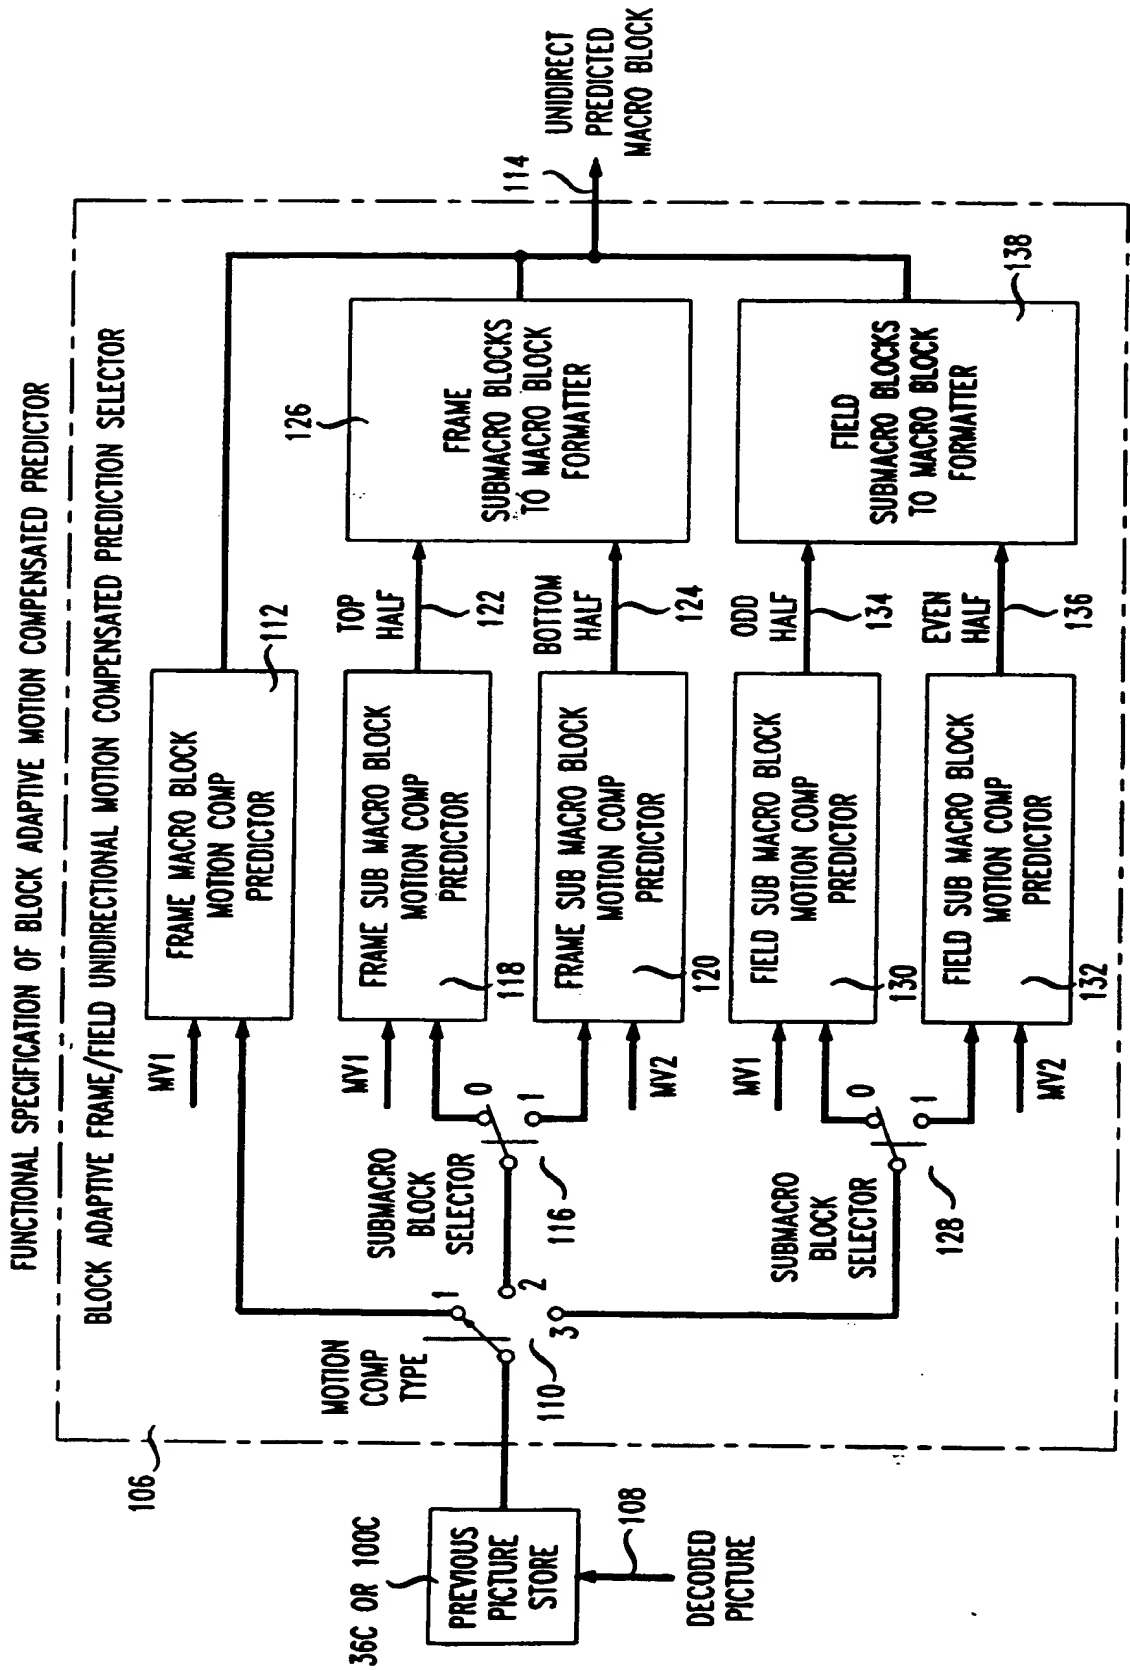 FUNCTIONAL SPECIFICATION OF BLOCK ADAPTIVE MOTION COMPENSATED PREDICTOR
BLOCK ADAPTIVE FRAME/FIELD UNIDIRECTIONAL MOTION COMPENSATED PREDICTION SELECTOR
106
36C OR 100C
PREVIOUS
PICTURE
STORE
108
DECODED
PICTURE
MOTION
COMP
TYPE
1
2
3
110
SUBMACRO
BLOCK
SELECTOR
0
1
116
SUBMACRO
BLOCK
SELECTOR
0
1
128
MV1
FRAME MACRO BLOCK
MOTION COMP
PREDICTOR
112
MV1
FRAME SUB MACRO BLOCK
MOTION COMP
PREDICTOR
118
FRAME SUB MACRO BLOCK
MOTION COMP
PREDICTOR
120
MV2
MV1
FIELD SUB MACRO BLOCK
MOTION COMP
PREDICTOR
130
FIELD SUB MACRO BLOCK
MOTION COMP
PREDICTOR
132
MV2
TOP
HALF
122
BOTTOM
HALF
124
ODD
HALF
134
EVEN
HALF
136
126
FRAME
SUBMACRO BLOCKS
TO MACRO BLOCK
FORMATTER
FIELD
SUBMACRO BLOCKS
TO MACRO BLOCK
FORMATTER
138
114
UNIDIRECT
PREDICTED
MACRO BLOCK